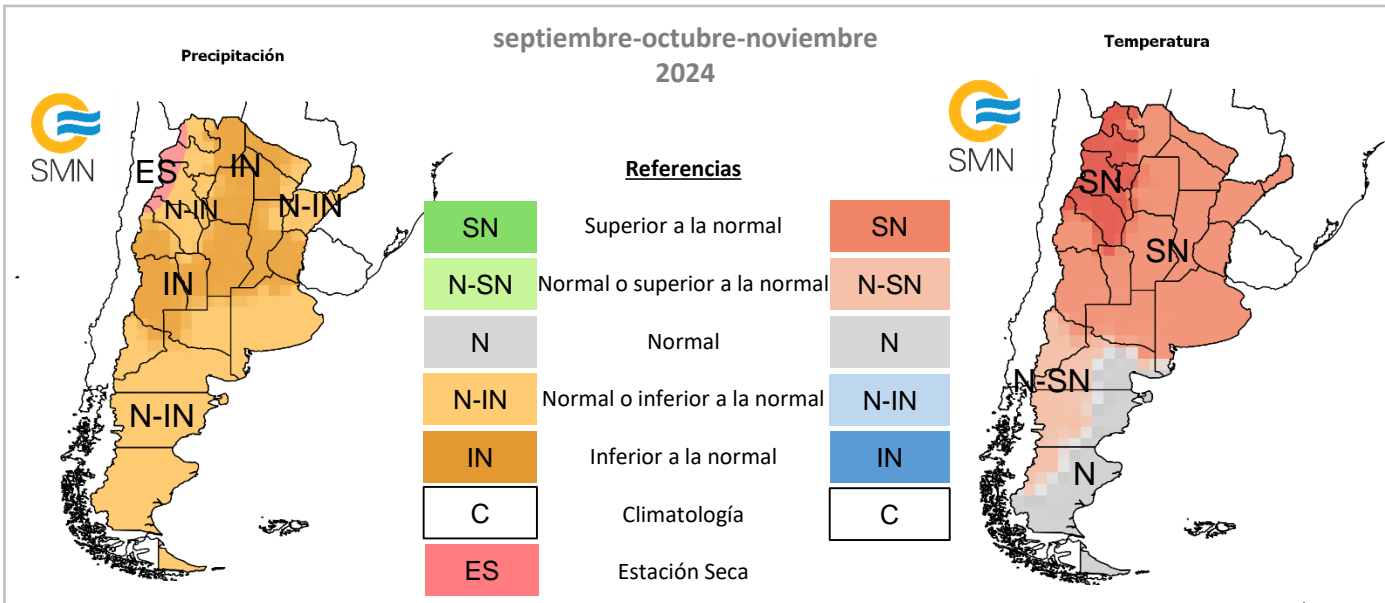 septiembre-octubre-noviembre
2024
Precipitación
SMN
ES
IN
N-IN
N-IN
IN
N-IN
Referencias
SN Superior a la normal SN
N-SN Normal o superior a la normal N-SN
N Normal N
N-IN Normal o inferior a la normal N-IN
IN Inferior a la normal IN
C Climatología C
ES Estación Seca
Temperatura
SMN
SN
SN
N-SN
N